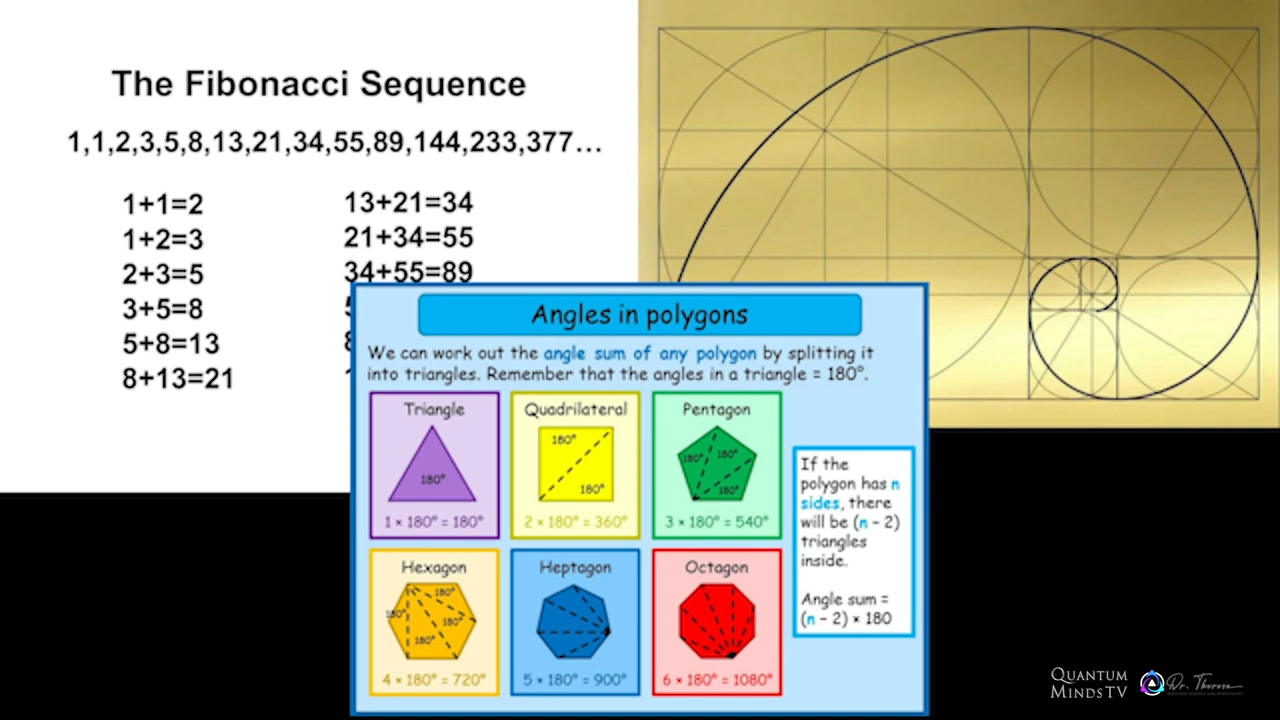 The Fibonacci Sequence
1,1,2,3,5,8,13,21,34,55,89,144,233,377...
1+1=2
1+2=3
2+3=5
3+5=8
5+8=13
8+13=21
13+21=34
21+34=55
34+55=89
Angles in polygons
We can work out the angle sum of any polygon by splitting it
into triangles. Remember that the angles in a triangle = 180°.
Triangle
180°
1 × 180° = 180°
Quadrilateral
180°
180°
2 × 180° = 360°
Pentagon
180°
180°
180°
3 × 180° = 540°
Hexagon
180°
180°
180°
180°
4 × 180° = 720°
Heptagon
5 × 180° = 900°
Octagon
6 × 180° = 1080°
If the
polygon has n
sides, there
will be (n – 2)
triangles
inside.
Angle sum =
(n – 2) × 180
QUANTUM
MINDSTV
Dr.